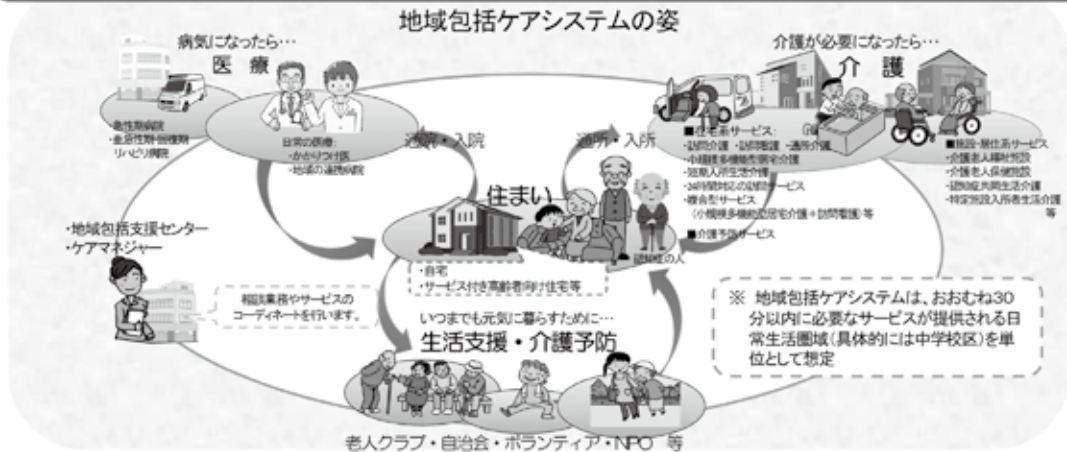 地域包括ケアシステムの姿
病気になったら…
医療
・急性期病院
・亜急性期・回復期
リハビリ病院
日常の医療:
・かかりつけ医
・地域の連携病院
通院・入院
通所・入所
介護が必要になったら…
介護
■在宅系サービス:
・訪問介護 ・訪問看護 ・通所介護
・小規模多機能型居宅介護
・短期入所生活介護
・24時間対応の訪問サービス
・複合型サービス
(小規模多機能型居宅介護+訪問看護)等
■介護予防サービス
■施設・居住系サービス
・介護老人福祉施設
・介護老人保健施設
・認知症共同生活介護
・特定施設入所者生活介護
等
住まい
認知症の人
・自宅
・サービス付き高齢者向け住宅等
・地域包括支援センター
・ケアマネジャー
相談業務やサービスの
コーディネートを行います。
いつまでも元気に暮らすために…
生活支援・介護予防
老人クラブ・自治会・ボランティア・NPO 等
※ 地域包括ケアシステムは、おおむね30
分以内に必要なサービスが提供される日
常生活圏域(具体的には中学校区)を単
位として想定